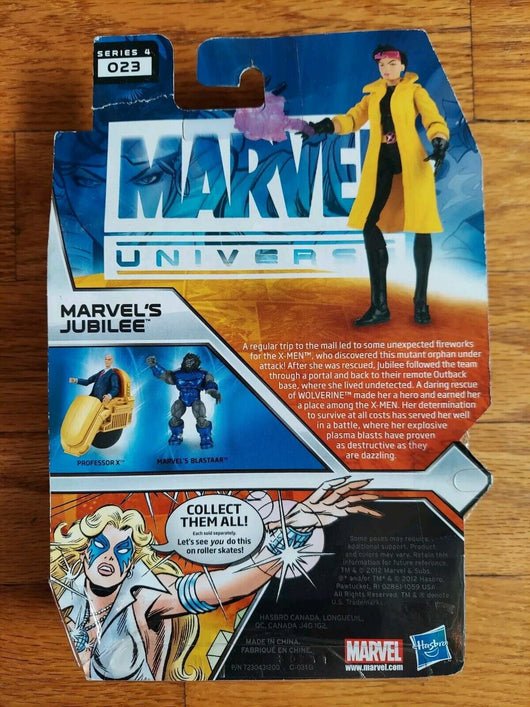 SERIES 4
023
MARVEL
UNIVERSE
MARVEL'S
JUBILEE™
A regular trip to the mall led to some unexpected fireworks
for the X-MEN™, who discovered this mutant orphan under
attack! After she was rescued, Jubilee followed the team
through a portal and back to their remote Outback
base, where she lived undetected. A daring rescue
of WOLVERINE™ made her a hero and earned her
a place among the X-MEN. Her determination
to survive at all costs has served her well
in a battle, where her explosive
plasma blasts have proven
as destructive as they
are dazzling.
PROFESSOR X™
MARVEL'S BLASTAAR™
COLLECT
THEM ALL!
Each sold separately.
Let's see you do this
on roller skates!
Some poses may require
additional support. Product
and colors may vary. Retain this
information for future reference.
TM & © 2012 Marvel & Subs.
®* and/or TM* & © 2012 Hasbro,
Pawtucket, RI 02861-1059 USA.
All Rights Reserved. TM & ® denote
U.S. Trademarks.
HASBRO CANADA, LONGUEUIL,
QC, CANADA J4G 1G2.
MADE IN CHINA.
FABRIQUÉ EN CHINE.
P/N 7230431200
MARVEL
www.marvel.com
Hasbro